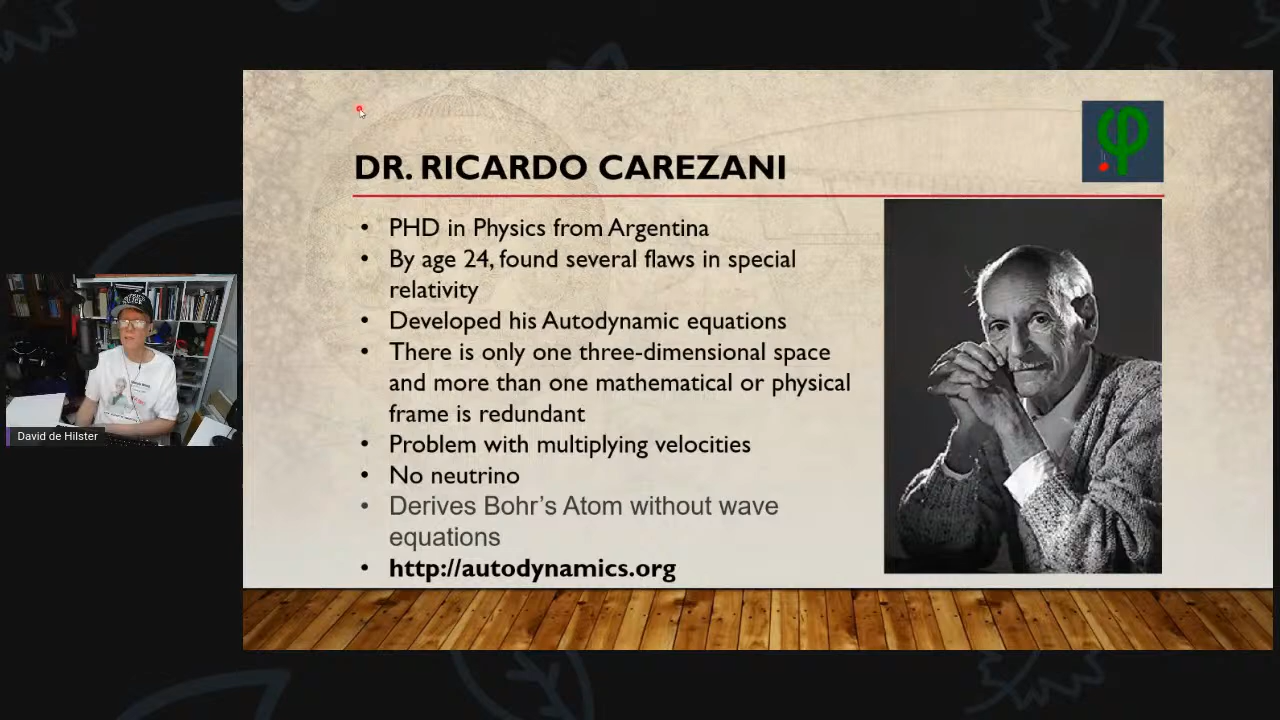 DR. RICARDO CAREZANI
• PHD in Physics from Argentina
• By age 24, found several flaws in special
relativity
• Developed his Autodynamic equations
• There is only one three-dimensional space
and more than one mathematical or physical
frame is redundant
• Problem with multiplying velocities
• No neutrino
• Derives Bohr's Atom without wave
equations
• http://autodynamics.org
David de Hilster